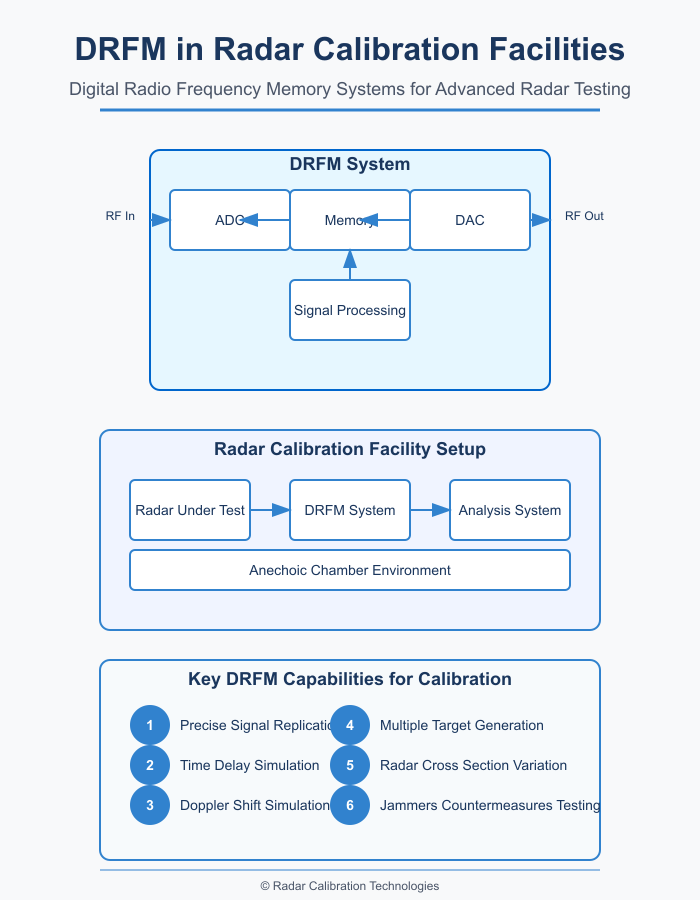 DRFM in Radar Calibration Facilities
Digital Radio Frequency Memory Systems for Advanced Radar Testing
DRFM System
RF In
ADC
Memory
DAC
RF Out
Signal Processing
Radar Calibration Facility Setup
Radar Under Test
DRFM System
Analysis System
Anechoic Chamber Environment
Key DRFM Capabilities for Calibration
1 Precise Signal Replication
4 Multiple Target Generation
2 Time Delay Simulation
5 Radar Cross Section Variation
3 Doppler Shift Simulation
6 Jammers Countermeasures Testing
© Radar Calibration Technologies